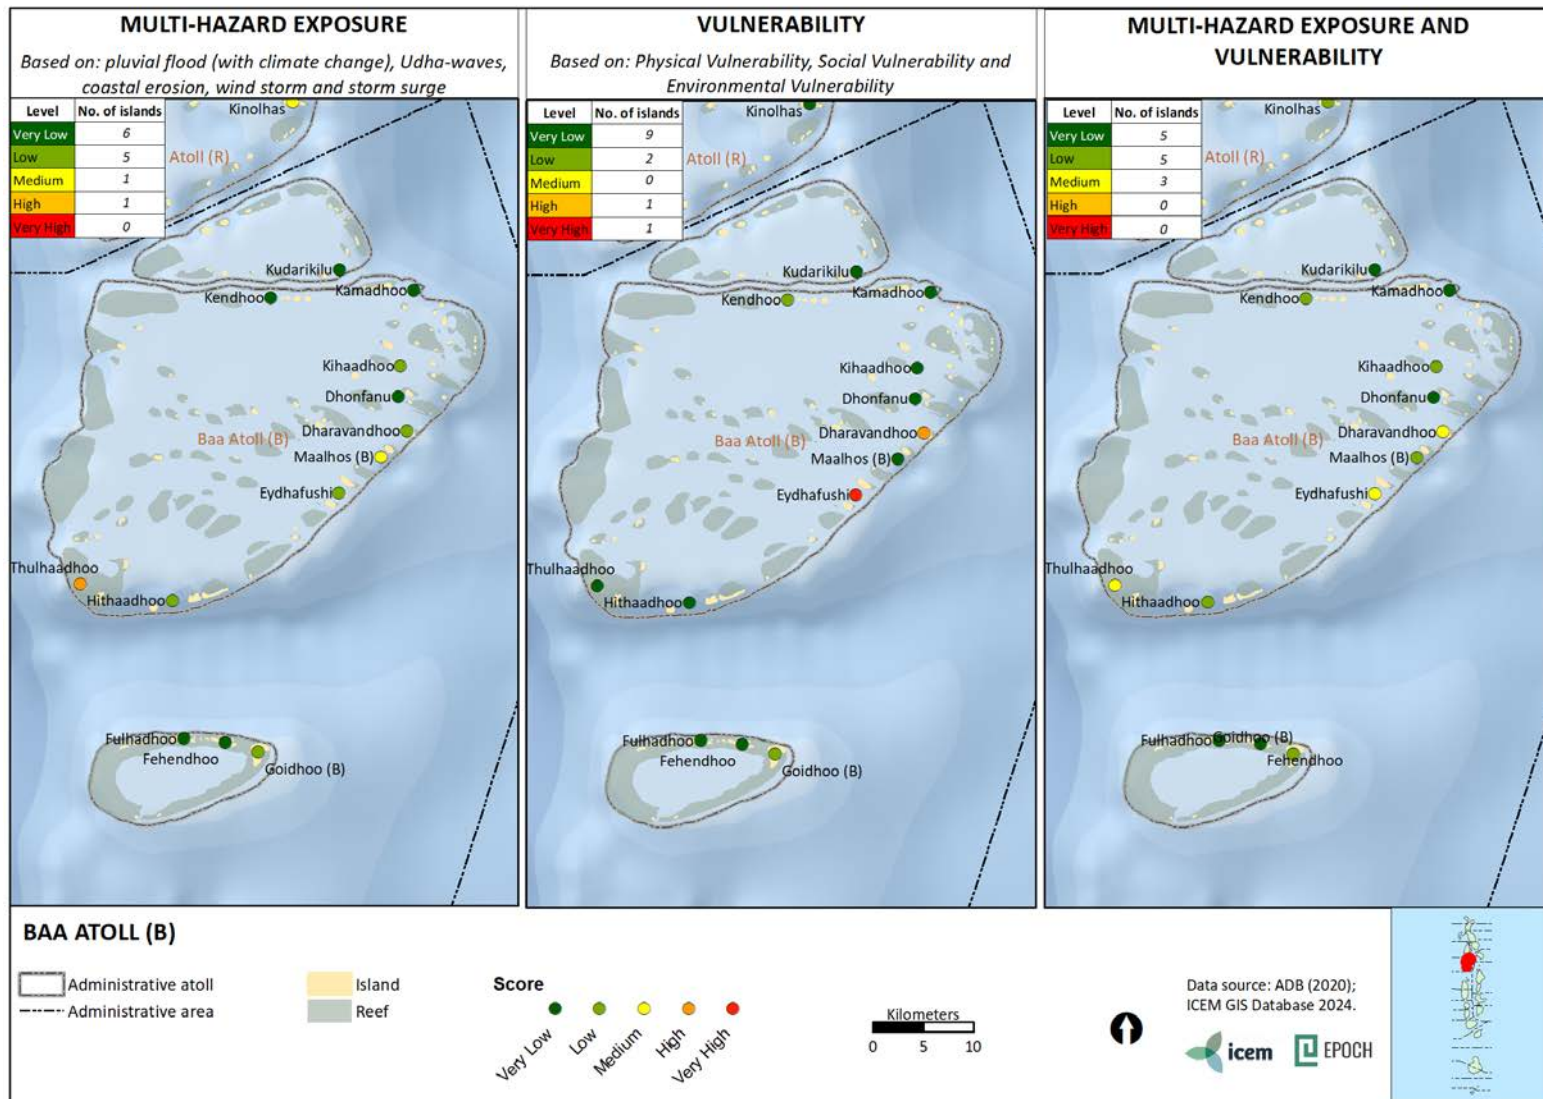 MULTI-HAZARD EXPOSURE
Based on: pluvial flood (with climate change), Udha-waves,
coastal erosion, wind storm and storm surge
Level No. of islands
Very Low 6
Low 5
Medium 1
High 1
Very High 0
Kinolhas
Atoll (R)
Kudarikilu
Kendhoo
Kamadhoo
Kihaadhoo
Dhonfanu
Dharavandhoo
Baa Atoll (B)
Maalhos (B)
Eydhafushi
Thulhaadhoo
Hithaadhoo
Fulhadhoo
Fehendhoo
Goidhoo (B)
VULNERABILITY
Based on: Physical Vulnerability, Social Vulnerability and
Environmental Vulnerability
Level No. of islands
Very Low 9
Low 2
Medium 0
High 1
Very High 1
Kinolhas
Atoll (R)
Kudarikilu
Kendhoo
Kamadhoo
Kihaadhoo
Dhonfanu
Dharavandhoo
Baa Atoll (B)
Maalhos (B)
Eydhafushi
Thulhaadhoo
Hithaadhoo
Fulhadhoo
Fehendhoo
Goidhoo (B)
MULTI-HAZARD EXPOSURE AND
VULNERABILITY
Level No. of islands
Very Low 5
Low 5
Medium 3
High 0
Very High 0
Kinolhas
Atoll (R)
Kudarikilu
Kendhoo
Kamadhoo
Kihaadhoo
Dhonfanu
Dharavandhoo
Baa Atoll (B)
Maalhos (B)
Eydhafushi
Thulhaadhoo
Hithaadhoo
Fulhadhoo
Goidhoo (B)
Fehendhoo
BAA ATOLL (B)
Administrative atoll
Administrative area
Island
Reef
Score
Very Low
Low
Medium
High
Very High
Kilometers
0 5 10
Data source: ADB (2020);
ICEM GIS Database 2024.
icem
EPOCH